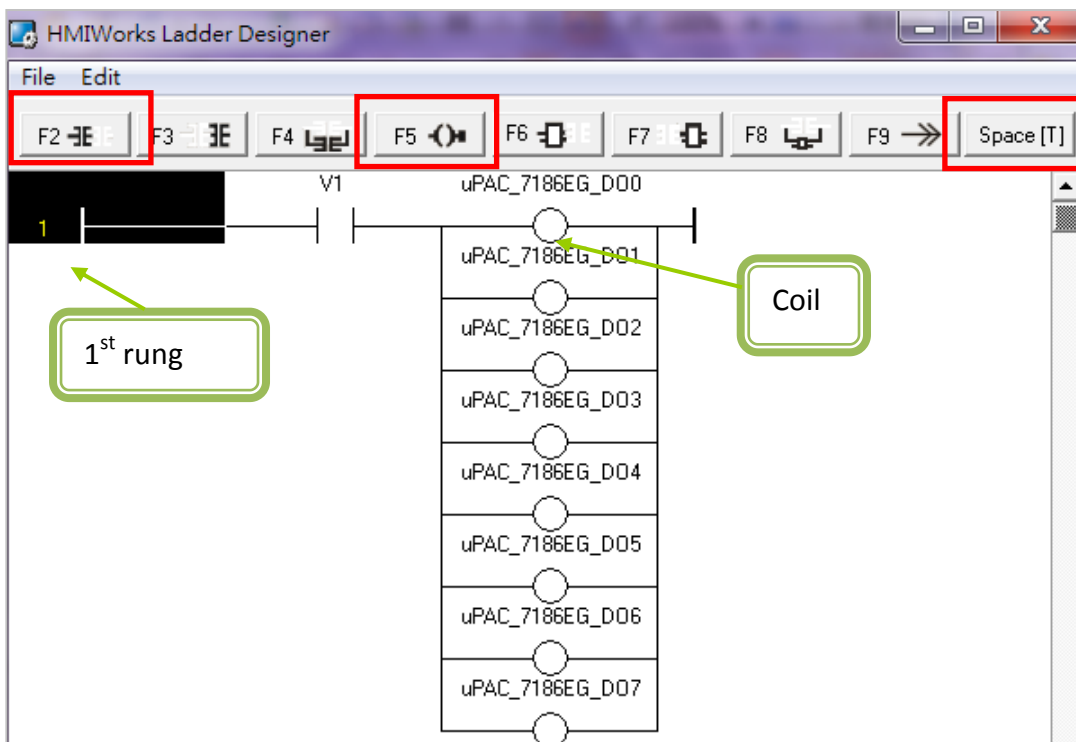 HMIWorks Ladder Designer
File Edit
F2 F3 F4 F5 F6 F7 F8 F9 Space [T]
V1 uPAC_7186EG_DO0
1
uPAC_7186EG_DO1
Coil
uPAC_7186EG_DO2
1st rung
uPAC_7186EG_DO3
uPAC_7186EG_DO4
uPAC_7186EG_DO5
uPAC_7186EG_DO6
uPAC_7186EG_DO7